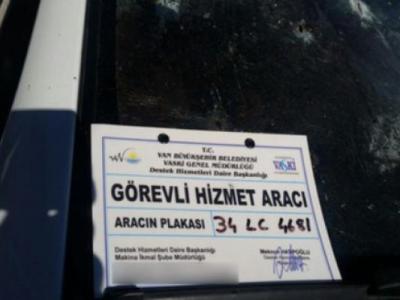 T.C.
VAN BÜYÜKŞEHİR BELEDİYESİ
VASKİ GENEL MÜDÜRLÜĞÜ
Destek Hizmetleri Daire Başkanlığı
VASKİ
GÖREVLİ HİZMET ARACI
ARACIN PLAKASI: 34 LC 4681
Destek Hizmetleri Daire Başkanlığı
Makina İkmal Şube Müdürlüğü